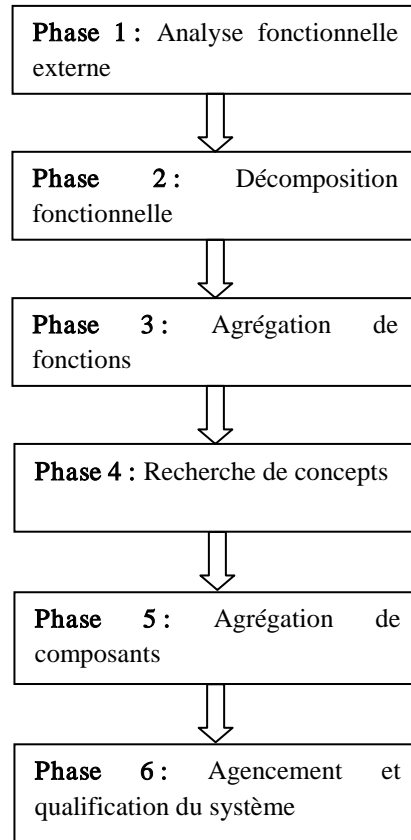 Phase 1 : Analyse fonctionnelle
externe
Phase 2 : Décomposition
fonctionnelle
Phase 3 : Agrégation de
fonctions
Phase 4 : Recherche de concepts
Phase 5 : Agrégation de
composants
Phase 6 : Agencement et
qualification du système